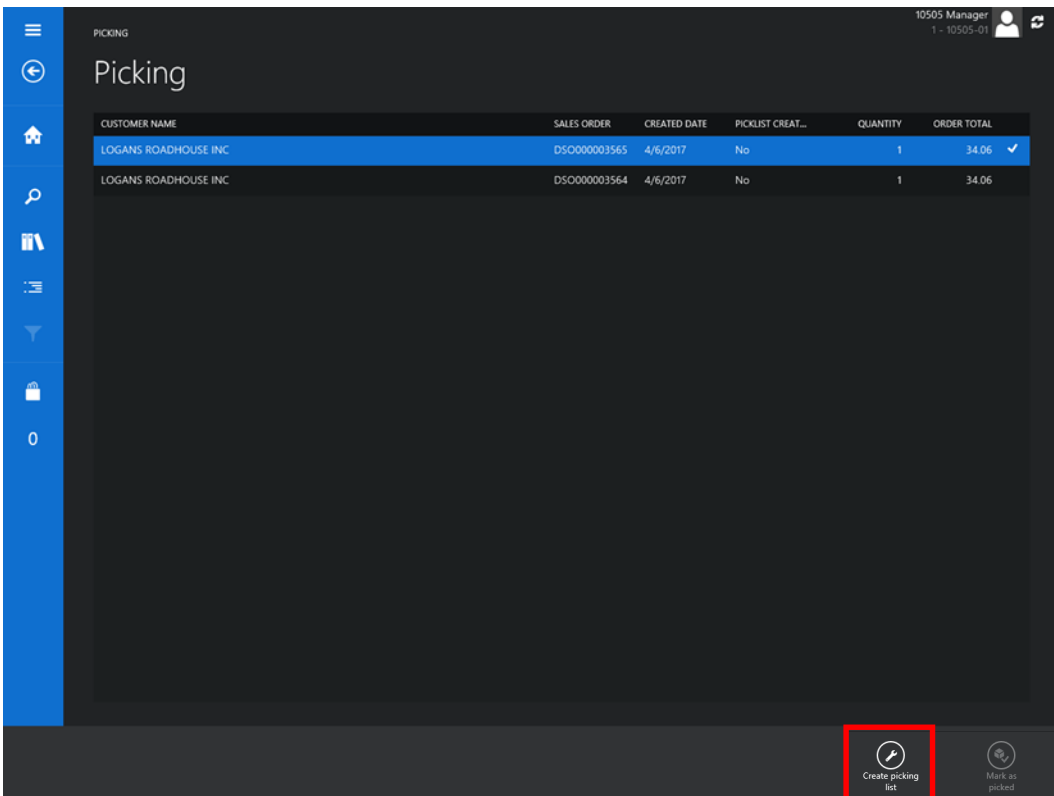 10505 Manager
1 - 10505-01
PICKING
Picking
CUSTOMER NAME SALES ORDER CREATED DATE PICKLIST CREAT... QUANTITY ORDER TOTAL
LOGANS ROADHOUSE INC DSO000003565 4/6/2017 No 1 34.06
LOGANS ROADHOUSE INC DSO000003564 4/6/2017 No 1 34.06
0
Create picking
list
Mark as
picked